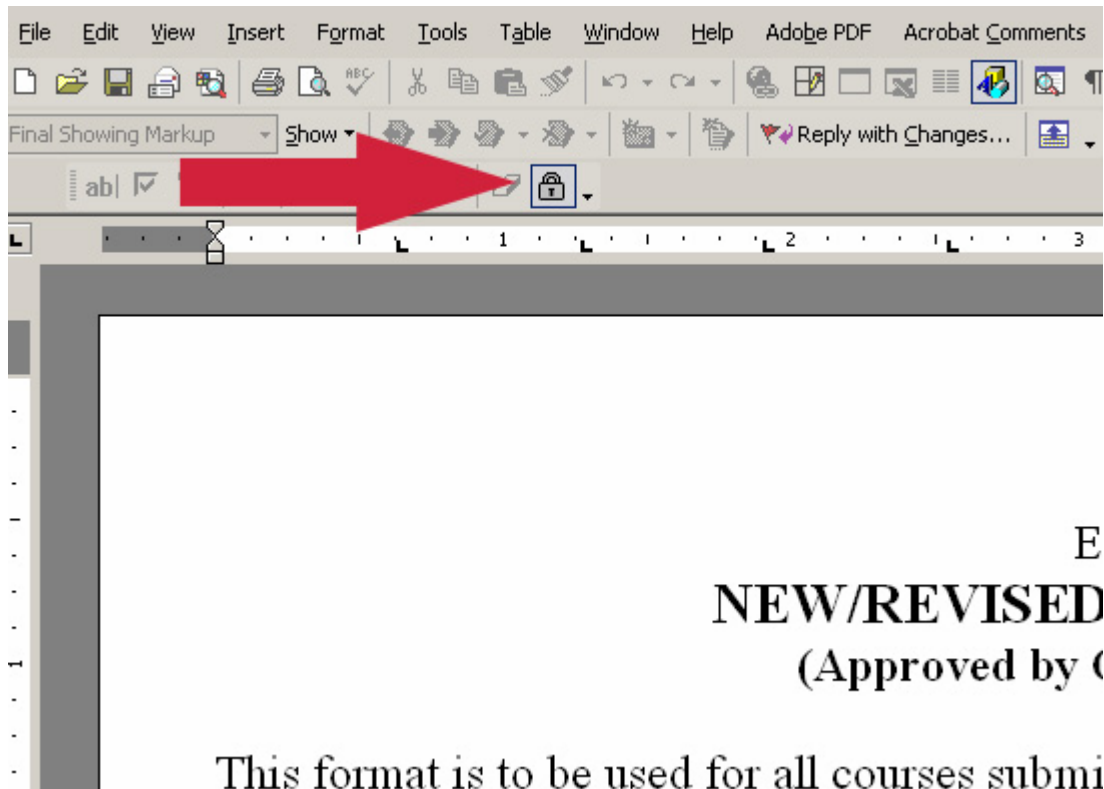 File Edit View Insert Format Tools Table Window Help Adobe PDF Acrobat Comments
ABC
Final Showing Markup Show Reply with Changes...
ab|
1 2 3
E
NEW/REVISED
(Approved by C
1
This format is to be used for all courses submi